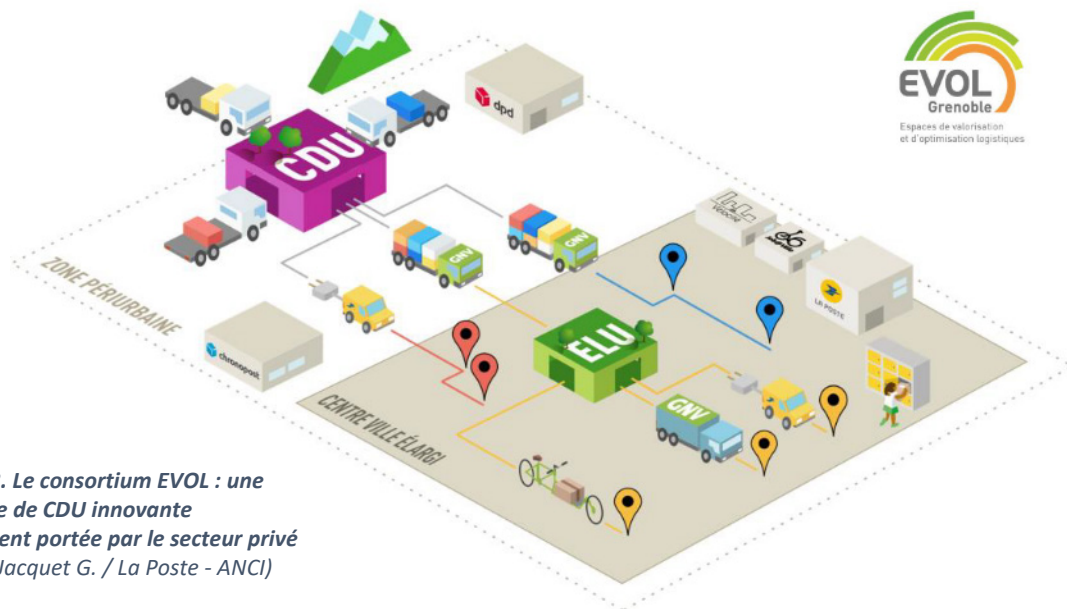 EVOL
Grenoble
Espaces de valorisation
et d'optimisation logistiques
dpd
CDU
GNV
GNV
ZONE PÉRIURBAINE
LA POSTE
chronopost
ELU
GNV
CENTRE VILLE ÉLARGI
. Le consortium EVOL : une
e de CDU innovante
ent portée par le secteur privé
Jacquet G. / La Poste - ANCI)